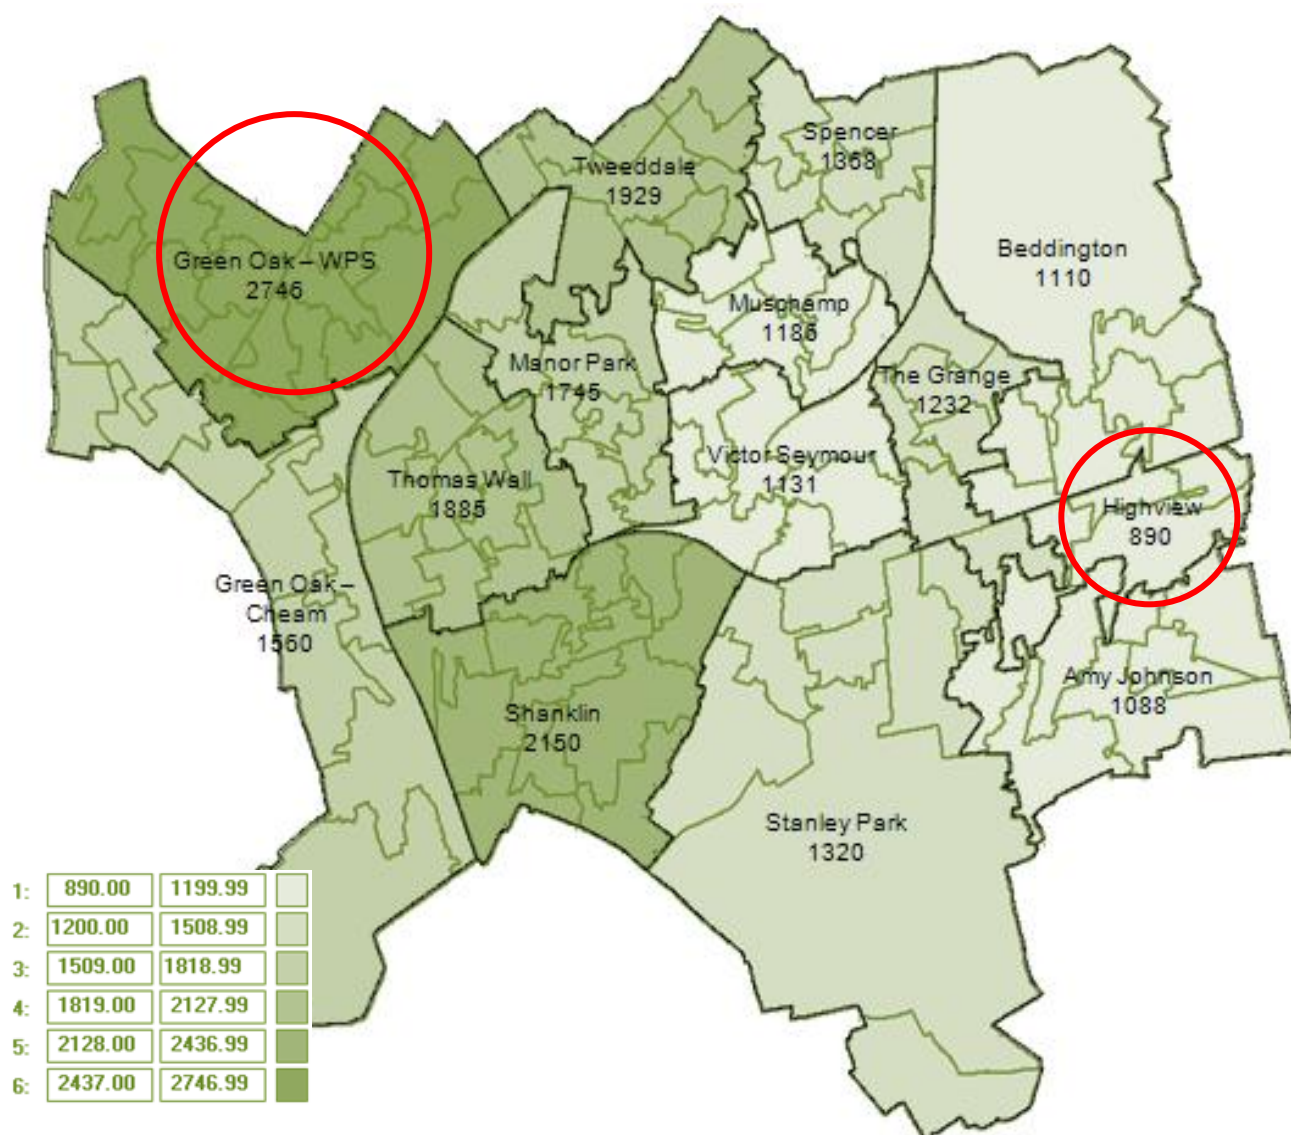 Spencer
1368
Tweeddale
1929
Beddington
1110
Green Oak – WPS
2746
Muschamp
1186
Manor Park
1745
The Grange
1232
Victor Seymour
1131
Thomas Wall
1885
Highview
890
Green Oak –
Cheam
1560
Amy Johnson
1088
Shanklin
2150
Stanley Park
1320
1: 890.00 1199.99
2: 1200.00 1508.99
3: 1509.00 1818.99
4: 1819.00 2127.99
5: 2128.00 2436.99
6: 2437.00 2746.99